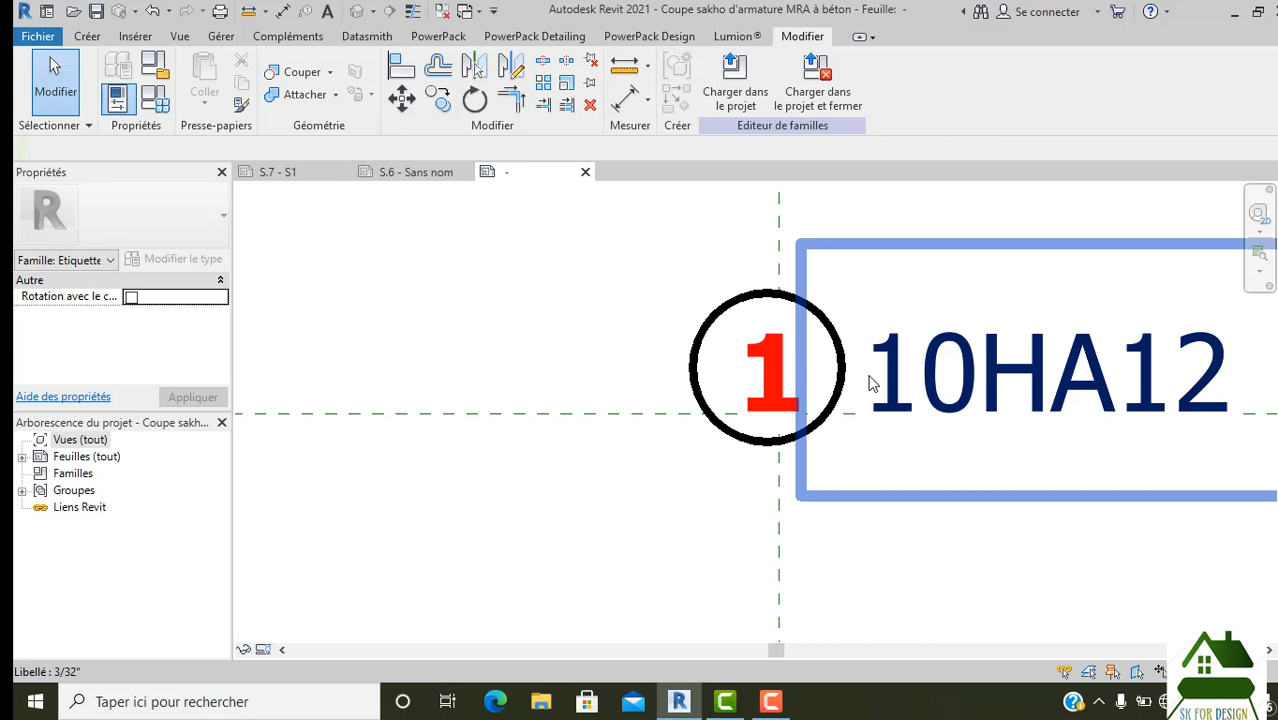 Autodesk Revit 2021 - Coupe sakho d'armature MRA à béton - Feuille: -
Se connecter
Fichier Créer Insérer Vue Gérer Compléments Datasmith PowerPack PowerPack Detailing PowerPack Design Lumion® Modifier
Modifier
Coller
Couper
Attacher
Charger dans le projet
Charger dans le projet et fermer
Sélectionner Propriétés Presse-papiers Géométrie Modifier Mesurer Créer Editeur de familles
Propriétés
S.7 - S1
S.6 - Sans nom
-
R
Famille: Etiquette
Modifier le type
Autre
Rotation avec le c...
Aide des propriétés
Appliquer
Arborescence du projet - Coupe sakh...
Vues (tout)
Feuilles (tout)
Familles
Groupes
Liens Revit
1 10HA12
2D
Libellé : 3/32"
Taper ici pour rechercher
SK FOR DESIGN